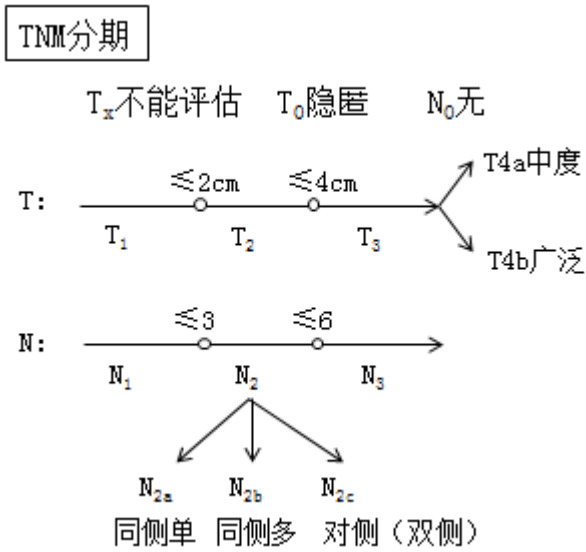 TNM分期
Tₓ不能评估 T₀隐匿 N₀无
T4a中度
≤2cm ≤4cm
T:
T₁ T₂ T₃
T4b广泛
≤3 ≤6
N:
N₁ N₂ N₃
N₂ₐ N₂b N₂c
同侧单 同侧多 对侧（双侧）